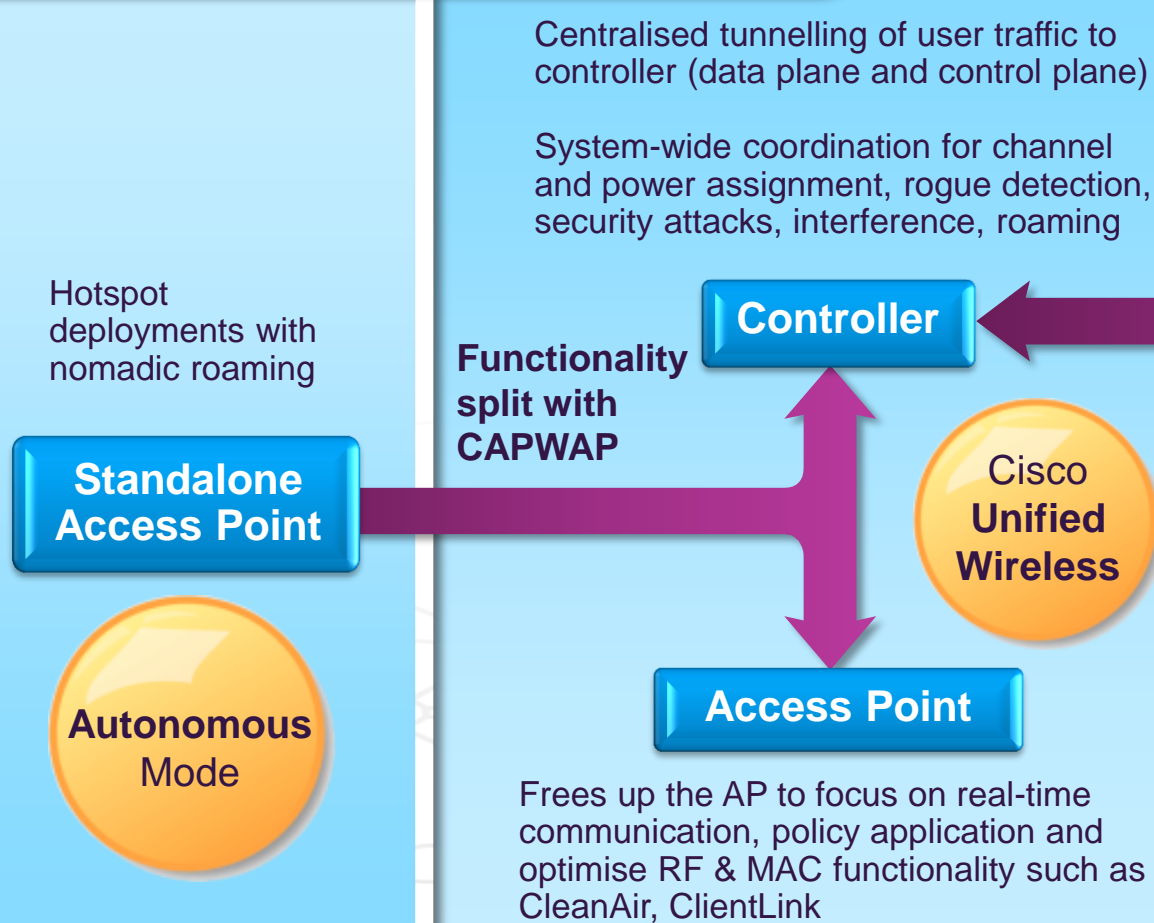 Centralised tunnelling of user traffic to
controller (data plane and control plane)
System-wide coordination for channel
and power assignment, rogue detection,
security attacks, interference, roaming
Hotspot
deployments with
nomadic roaming
Controller
Functionality
split with
CAPWAP
Standalone
Access Point
Cisco
Unified
Wireless
Autonomous
Mode
Access Point
Frees up the AP to focus on real-time
communication, policy application and
optimise RF & MAC functionality such as
CleanAir, ClientLink